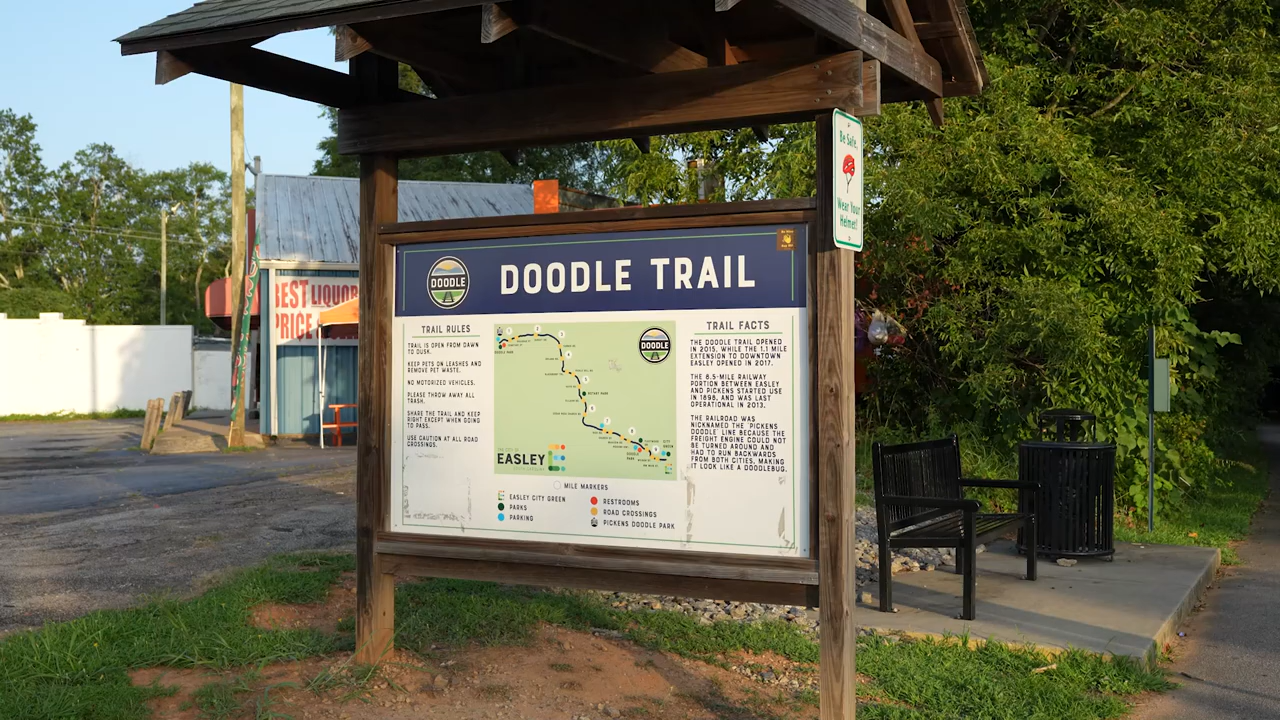 Be Safe,
Wear Your
Helmet!
DOODLE
DOODLE TRAIL
BEST LIQUOR
PRICE
TRAIL RULES
TRAIL IS OPEN FROM DAWN
TO DUSK.
KEEP PETS ON LEASHES AND
REMOVE PET WASTE.
NO MOTORIZED VEHICLES.
PLEASE THROW AWAY ALL
TRASH.
SHARE THE TRAIL AND KEEP
RIGHT EXCEPT WHEN GOING
TO PASS.
USE CAUTION AT ALL ROAD
CROSSINGS.
DOODLE
EASLEY
MILE MARKERS
EASLEY CITY GREEN
PARKS
PARKING
RESTROOMS
ROAD CROSSINGS
PICKENS DOODLE PARK
TRAIL FACTS
THE DOODLE TRAIL OPENED
IN 2015, WHILE THE 1.1 MILE
EXTENSION TO DOWNTOWN
EASLEY OPENED IN 2017.
THE 8.5-MILE RAILWAY
PORTION BETWEEN EASLEY
AND PICKENS STARTED USE
IN 1898, AND WAS LAST
OPERATIONAL IN 2013.
THE RAILROAD WAS
NICKNAMED THE 'PICKENS
DOODLE' LINE BECAUSE THE
FREIGHT ENGINE COULD NOT
BE TURNED AROUND AND
HAD TO RUN BACKWARDS
FROM BOTH CITIES, MAKING
IT LOOK LIKE A DOODLEBUG.